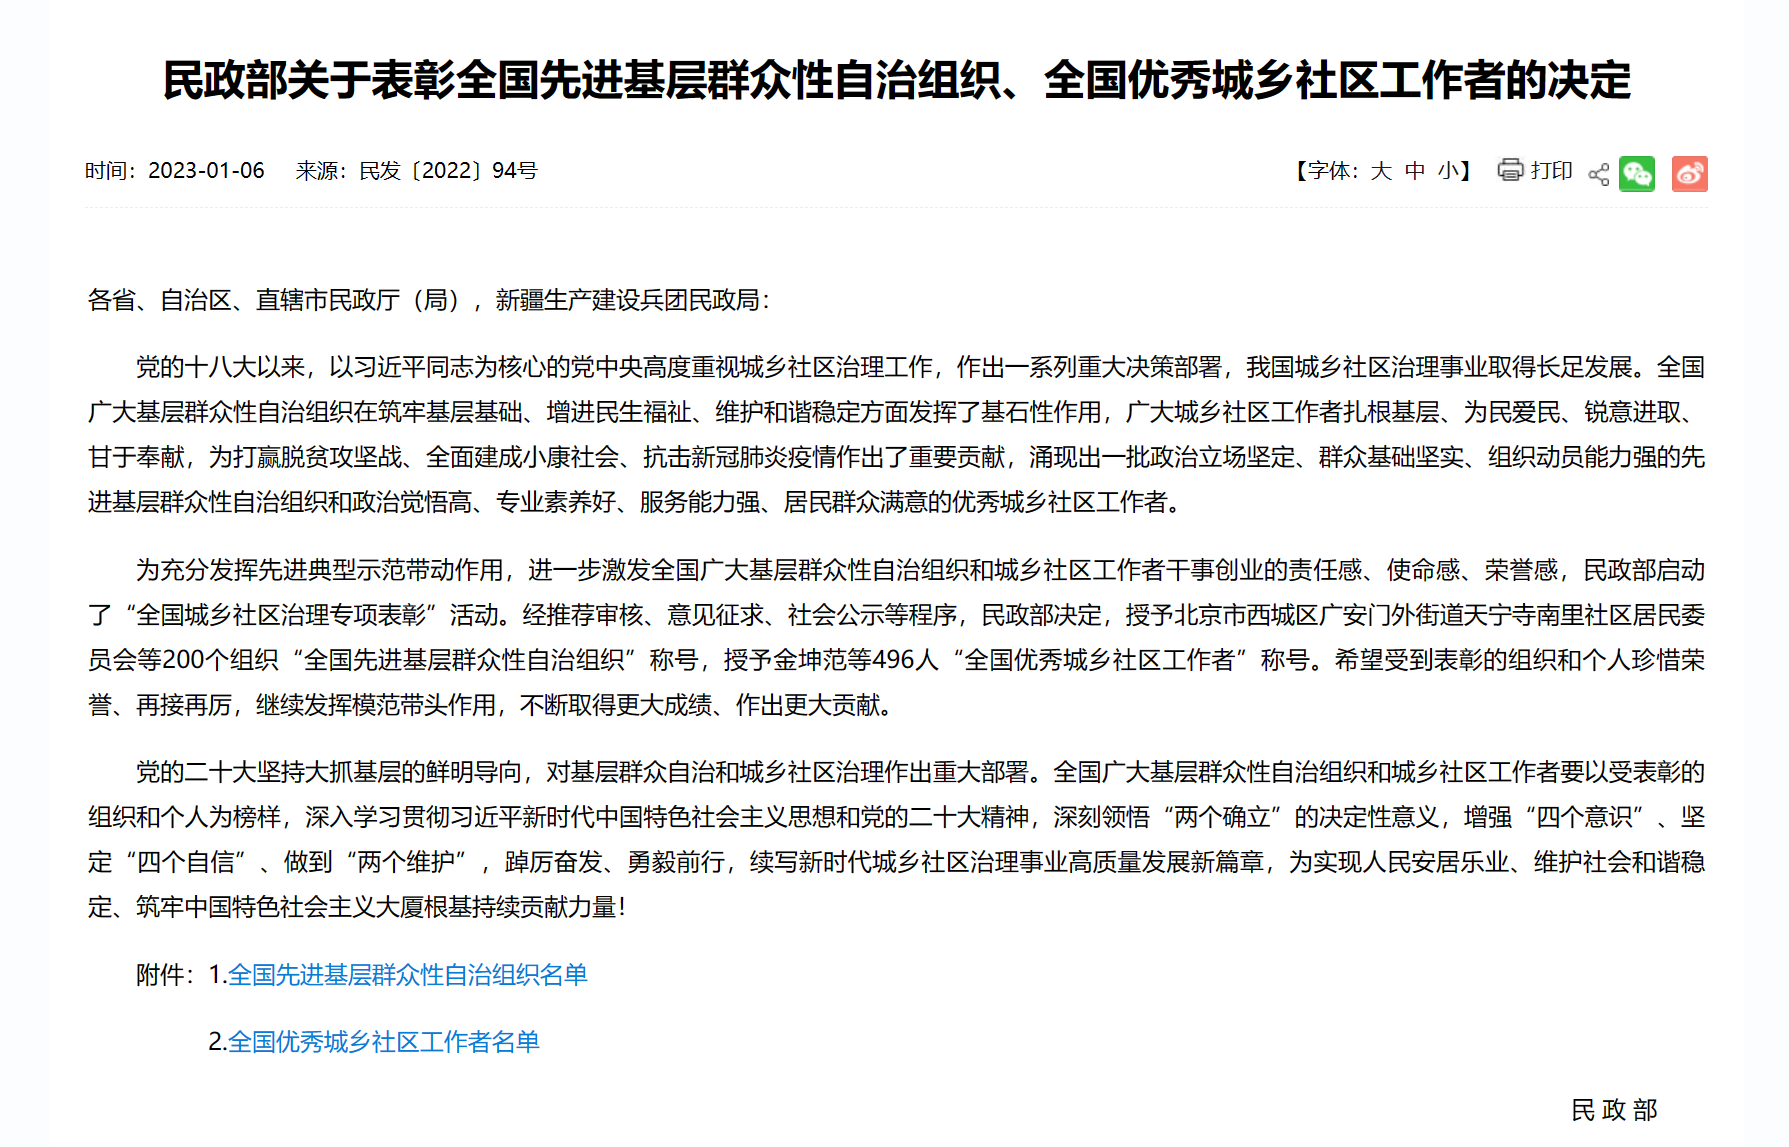 民政部关于表彰全国先进基层群众性自治组织、全国优秀城乡社区工作者的决定
时间：2023-01-06 来源：民发〔2022〕94号 【字体：大 中 小】 打印
各省、自治区、直辖市民政厅（局），新疆生产建设兵团民政局：
党的十八大以来，以习近平同志为核心的党中央高度重视城乡社区治理工作，作出一系列重大决策部署，我国城乡社区治理事业取得长足发展。全国
广大基层群众性自治组织在筑牢基层基础、增进民生福祉、维护和谐稳定方面发挥了基石性作用，广大城乡社区工作者扎根基层、为民爱民、锐意进取、
甘于奉献，为打赢脱贫攻坚战、全面建成小康社会、抗击新冠肺炎疫情作出了重要贡献，涌现出一批政治立场坚定、群众基础坚实、组织动员能力强的先
进基层群众性自治组织和政治觉悟高、专业素养好、服务能力强、居民群众满意的优秀城乡社区工作者。
为充分发挥先进典型示范带动作用，进一步激发全国广大基层群众性自治组织和城乡社区工作者干事创业的责任感、使命感、荣誉感，民政部启动
了“全国城乡社区治理专项表彰”活动。经推荐审核、意见征求、社会公示等程序，民政部决定，授予北京市西城区广安门外街道天宁寺南里社区居民委
员会等200个组织“全国先进基层群众性自治组织”称号，授予金坤范等496人“全国优秀城乡社区工作者”称号。希望受到表彰的组织和个人珍惜荣
誉、再接再厉，继续发挥模范带头作用，不断取得更大成绩、作出更大贡献。
党的二十大坚持大抓基层的鲜明导向，对基层群众自治和城乡社区治理作出重大部署。全国广大基层群众性自治组织和城乡社区工作者要以受表彰的
组织和个人为榜样，深入学习贯彻习近平新时代中国特色社会主义思想和党的二十大精神，深刻领悟“两个确立”的决定性意义，增强“四个意识”、坚
定“四个自信”、做到“两个维护”，踔厉奋发、勇毅前行，续写新时代城乡社区治理事业高质量发展新篇章，为实现人民安居乐业、维护社会和谐稳
定、筑牢中国特色社会主义大厦根基持续贡献力量！
附件：1.全国先进基层群众性自治组织名单
2.全国优秀城乡社区工作者名单
民 政 部